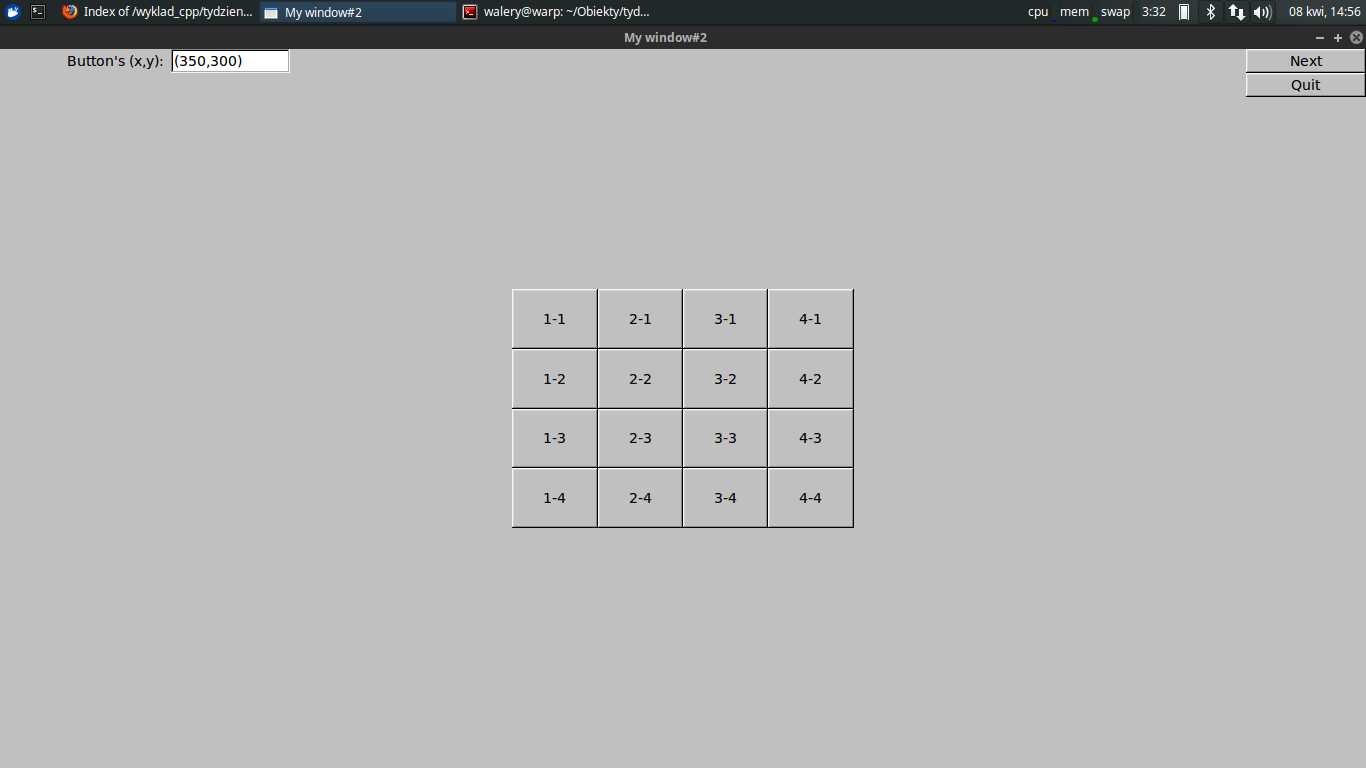 Index of /wyklad_cpp/tydzien... My window#2 walery@warp: ~/Obiekty/tyd... cpu mem swap 3:32 08 kwi, 14:56
My window#2
Button's (x,y): (350,300) Next
Quit
1-1 2-1 3-1 4-1
1-2 2-2 3-2 4-2
1-3 2-3 3-3 4-3
1-4 2-4 3-4 4-4